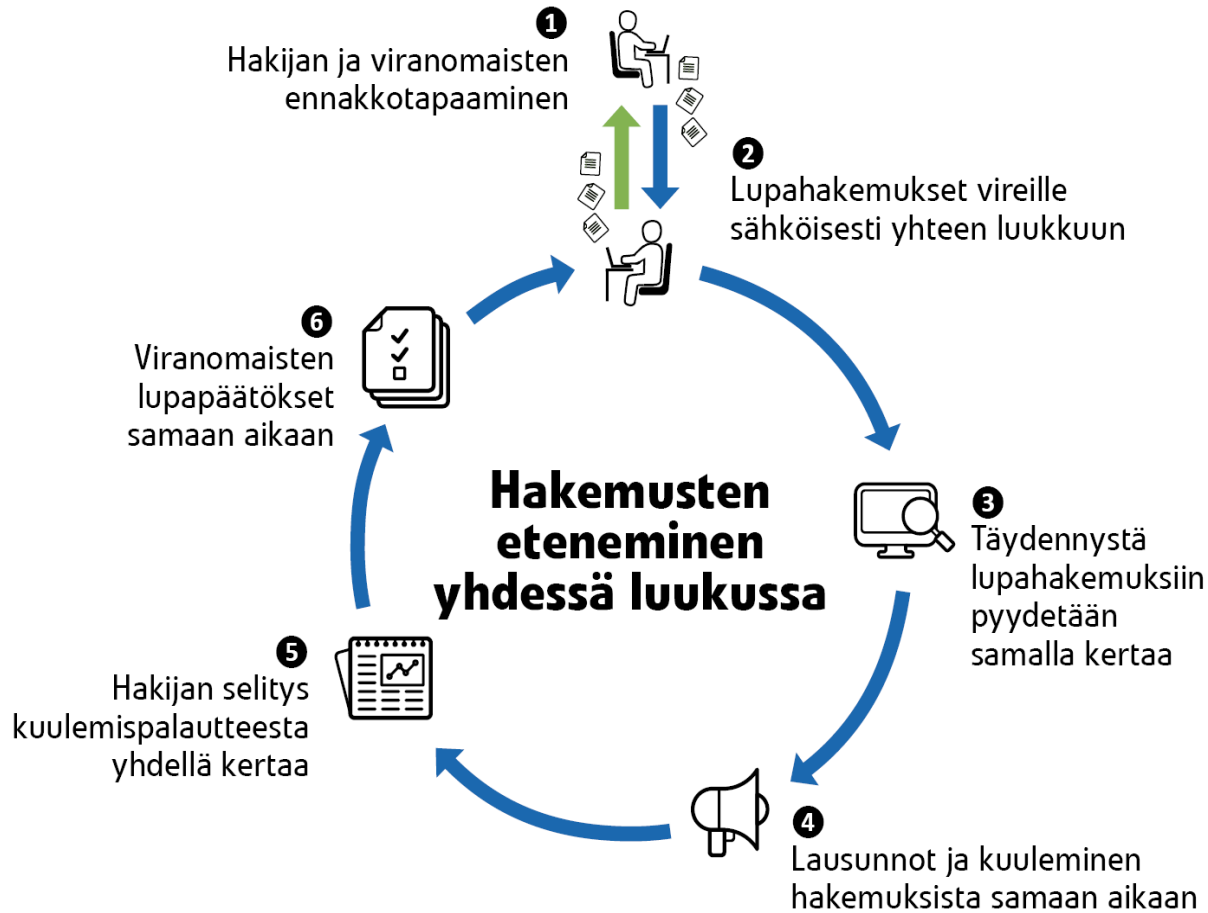 1
Hakijan ja viranomaisten
ennakkotapaaminen
2
Lupahakemukset vireille
sähköisesti yhteen luukkuun
3
Täydennystä
lupahakemuksiin
pyydetään
samalla kertaa
4
Lausunnot ja kuuleminen
hakemuksista samaan aikaan
5
Hakijan selitys
kuulemispalautteesta
yhdellä kertaa
6
Viranomaisten
lupapäätökset
samaan aikaan
Hakemusten
eteneminen
yhdessä luukussa